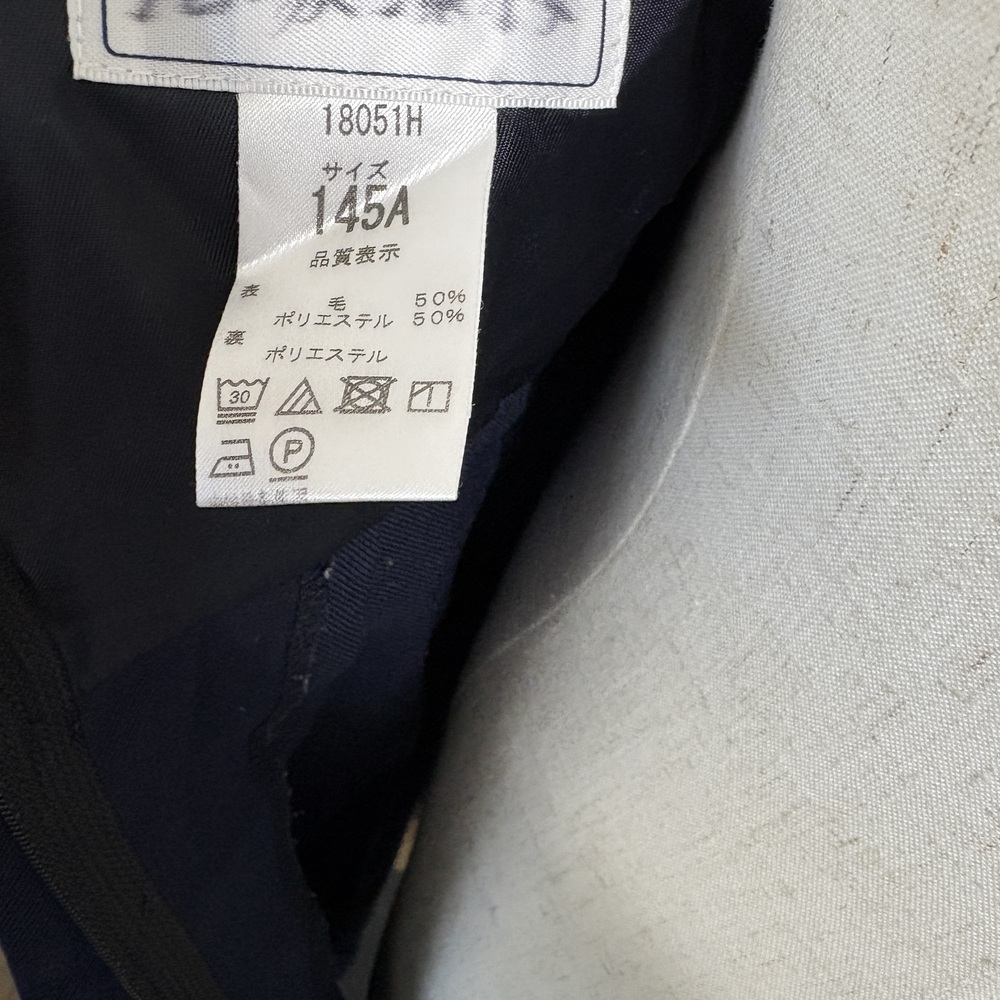 18051H
サイズ
145A
品質表示
表 毛 50%
ポリエステル 50%
裏
ポリエステル
30
P